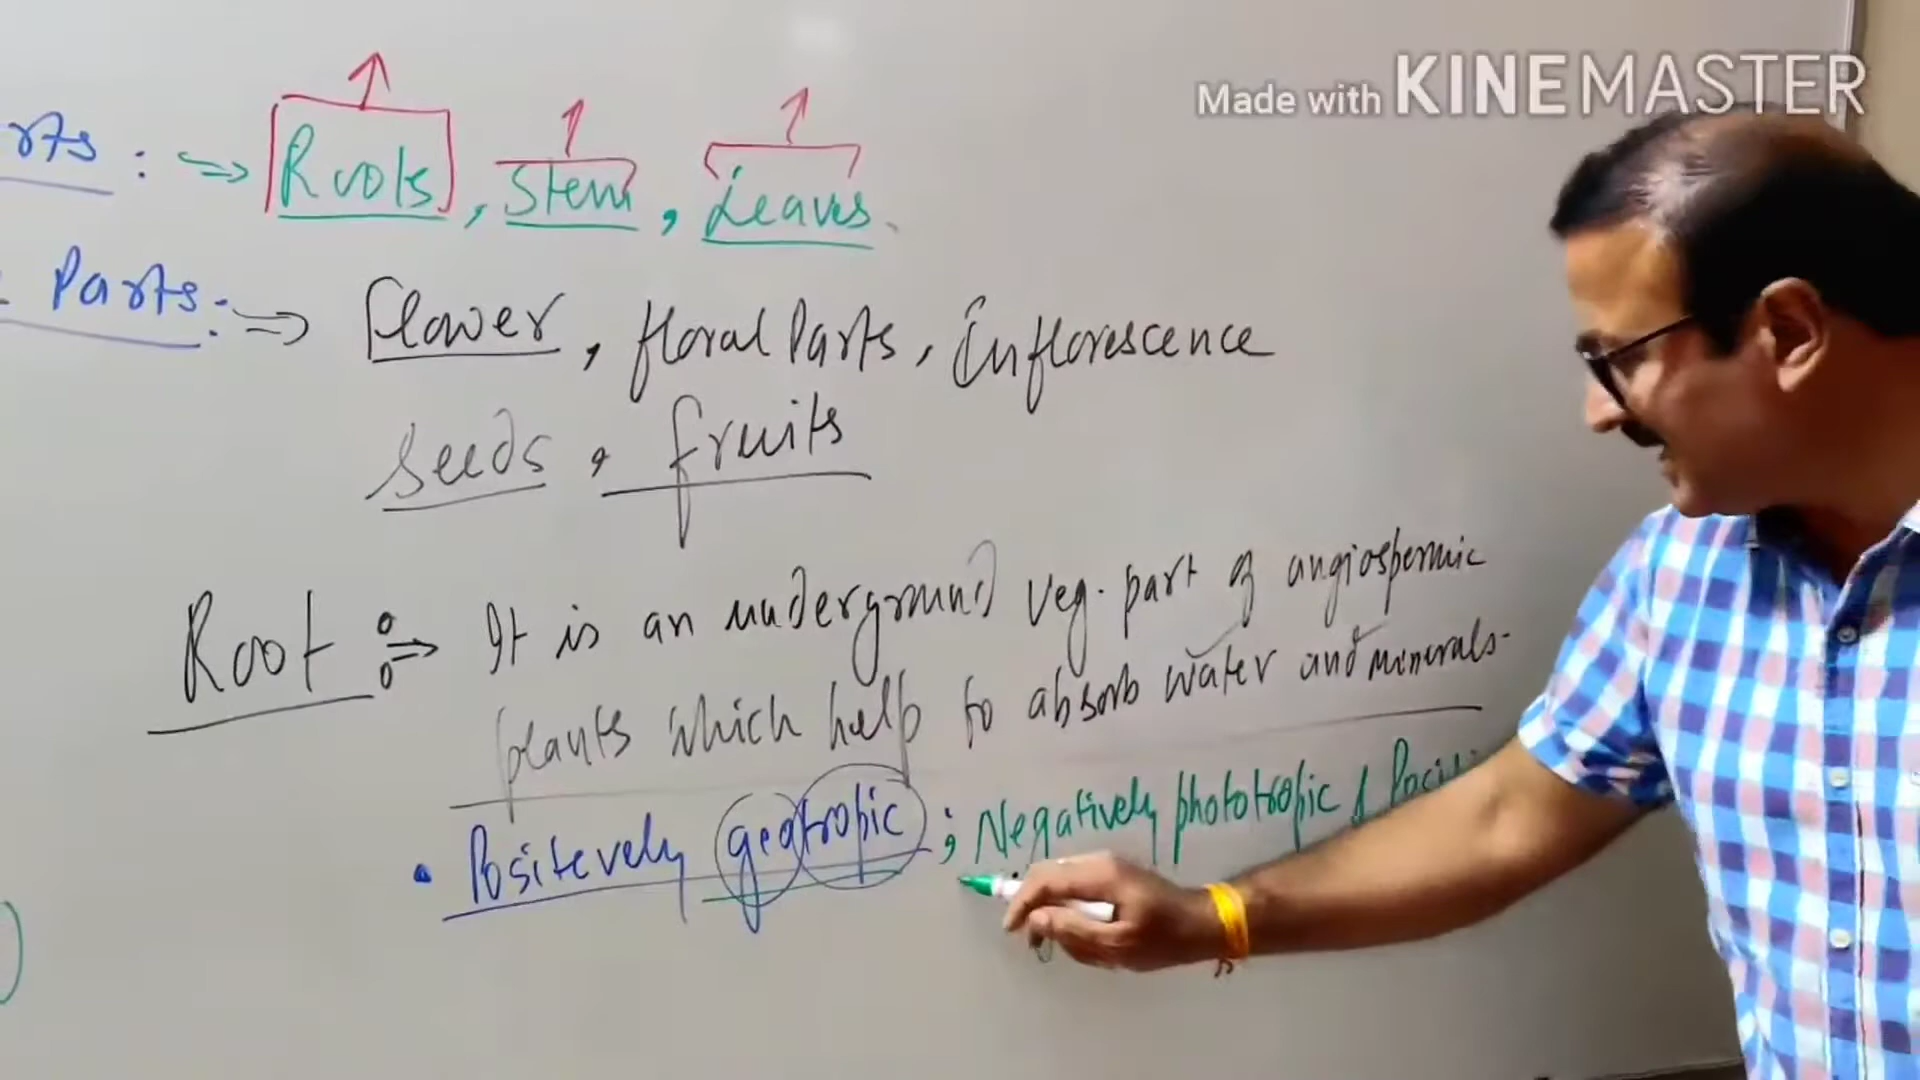 Made with KINEMASTER
rts : ⇒ Roots, Stem, Leaves.
Parts: ⇒ Flower, floral Parts, Inflorescence
seeds, fruits
Root :⇒ It is an underground veg. part of angiospermic
plants which help to absorb water and minerals.
• Positevely geotropic ; Negatively phototropic &